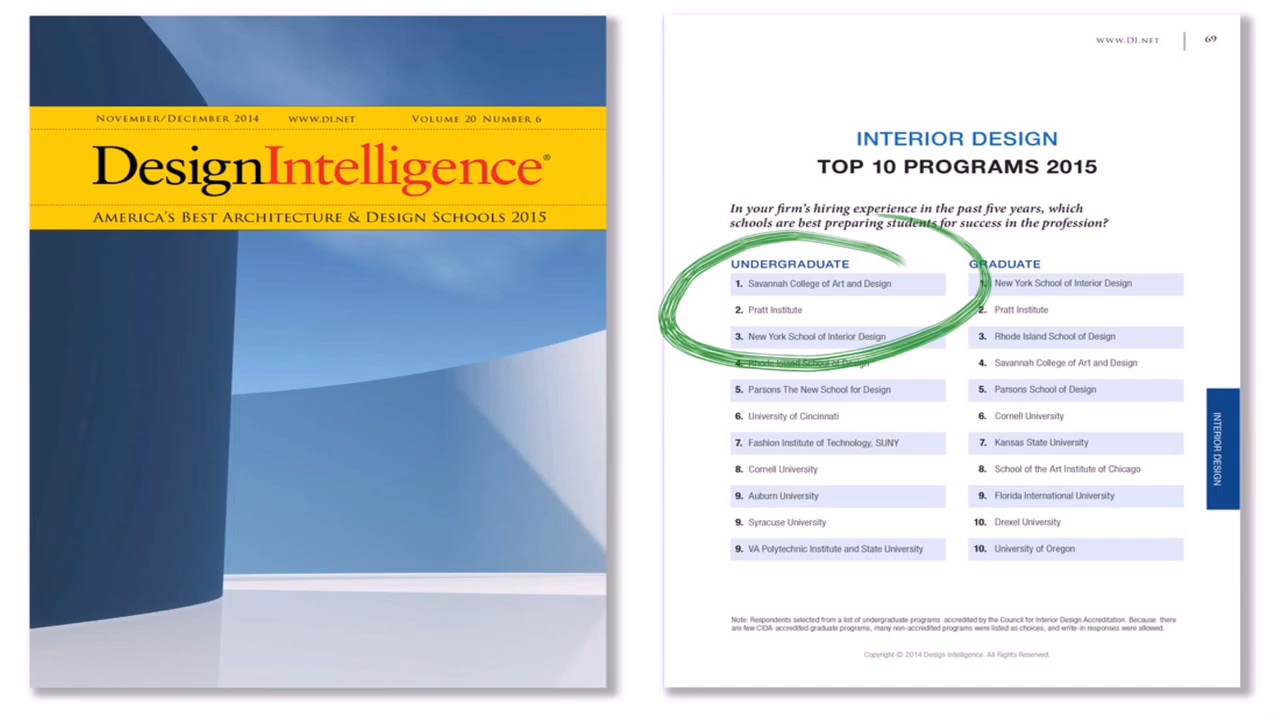 NOVEMBER/DECEMBER 2014 WWW.DI.NET VOLUME 20 NUMBER 6
DesignIntelligence®
AMERICA'S BEST ARCHITECTURE & DESIGN SCHOOLS 2015
WWW.DI.NET | 69
INTERIOR DESIGN
TOP 10 PROGRAMS 2015
In your firm's hiring experience in the past five years, which
schools are best preparing students for success in the profession?
UNDERGRADUATE
1. Savannah College of Art and Design
2. Pratt Institute
3. New York School of Interior Design
4. Rhode Island School of Design
5. Parsons The New School for Design
6. University of Cincinnati
7. Fashion Institute of Technology, SUNY
8. Cornell University
9. Auburn University
9. Syracuse University
9. VA Polytechnic Institute and State University
GRADUATE
1. New York School of Interior Design
2. Pratt Institute
3. Rhode Island School of Design
4. Savannah College of Art and Design
5. Parsons School of Design
6. Cornell University
7. Kansas State University
8. School of the Art Institute of Chicago
9. Florida International University
10. Drexel University
10. University of Oregon
INTERIOR DESIGN
Note: Respondents selected from a list of undergraduate programs accredited by the Council for Interior Design Accreditation. Because there
are few CIDA-accredited graduate programs, many non-accredited programs were listed as choices, and write-in responses were allowed.
Copyright © 2014 Design Intelligence. All Rights Reserved.